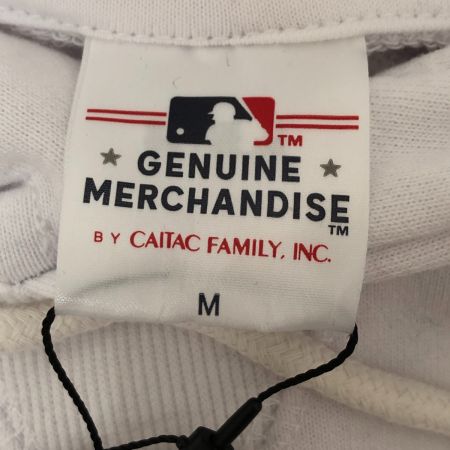 TM
GENUINE
MERCHANDISE
TM
BY CAITAC FAMILY, INC.
M